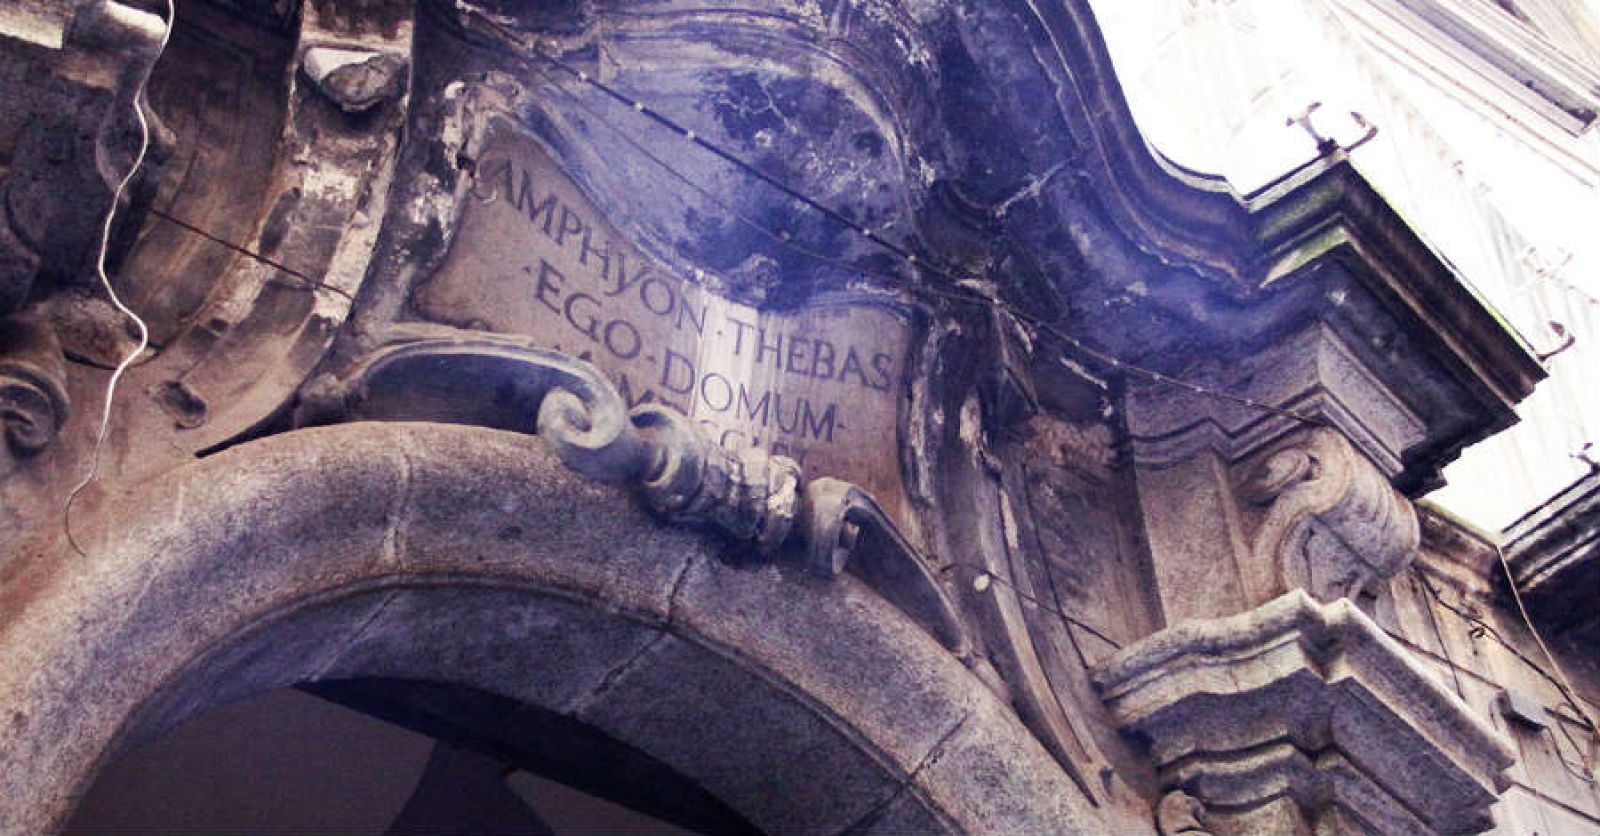 AMPHYON · THEBAS
· EGO · DOMUM ·